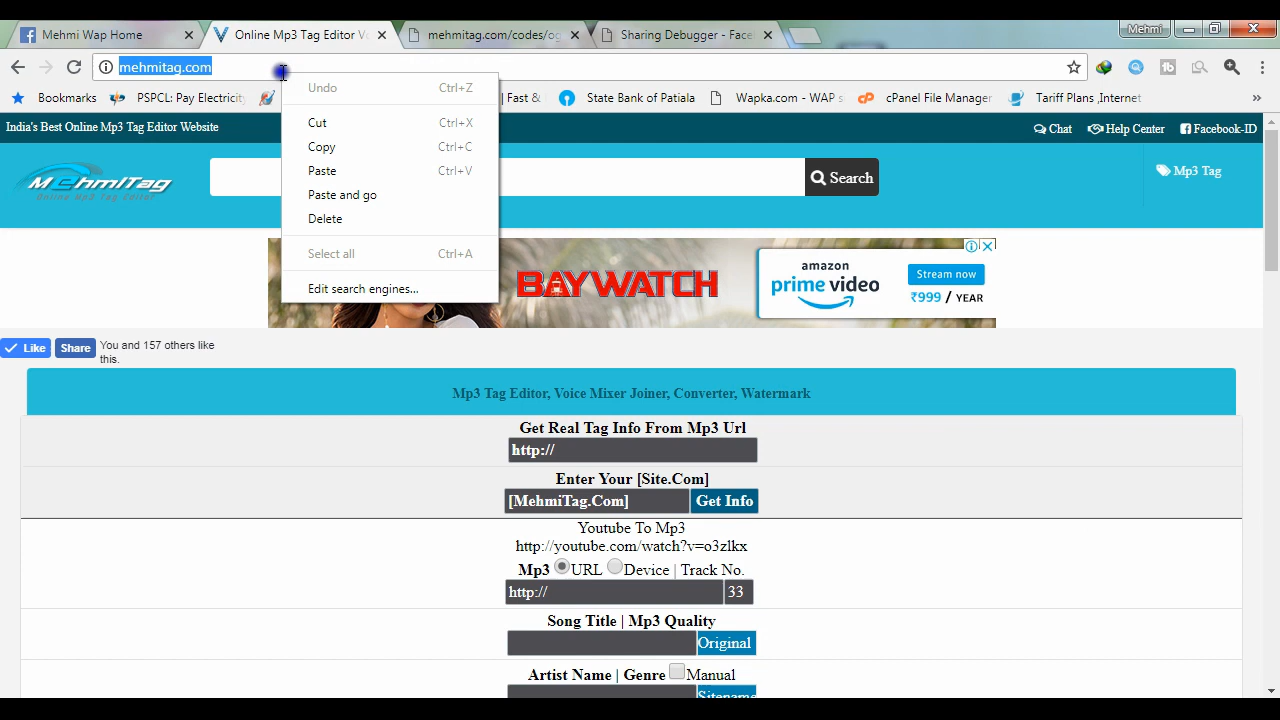 Mehmi Wap Home
Online Mp3 Tag Editor Vo
mehmitag.com/codes/og
Sharing Debugger - Face
Mehmi
mehmitag.com
Bookmarks
PSPCL: Pay Electricity
| Fast &
State Bank of Patiala
Wapka.com - WAP s
cPanel File Manager
Tariff Plans ,Internet
»
Undo Ctrl+Z
Cut Ctrl+X
Copy Ctrl+C
Paste Ctrl+V
Paste and go
Delete
Select all Ctrl+A
Edit search engines...
India's Best Online Mp3 Tag Editor Website
Chat
Help Center
Facebook-ID
MehmiTag
Online Mp3 Tag Editor
Search
Mp3 Tag
BAYWATCH
amazon
prime video
Stream now
₹999 / YEAR
Like
Share
You and 157 others like
this.
Mp3 Tag Editor, Voice Mixer Joiner, Converter, Watermark
Get Real Tag Info From Mp3 Url
http://
Enter Your [Site.Com]
[MehmiTag.Com] Get Info
Youtube To Mp3
http://youtube.com/watch?v=o3zlkx
Mp3 URL Device | Track No.
http:// 33
Song Title | Mp3 Quality
Original
Artist Name | Genre Manual
Sitename